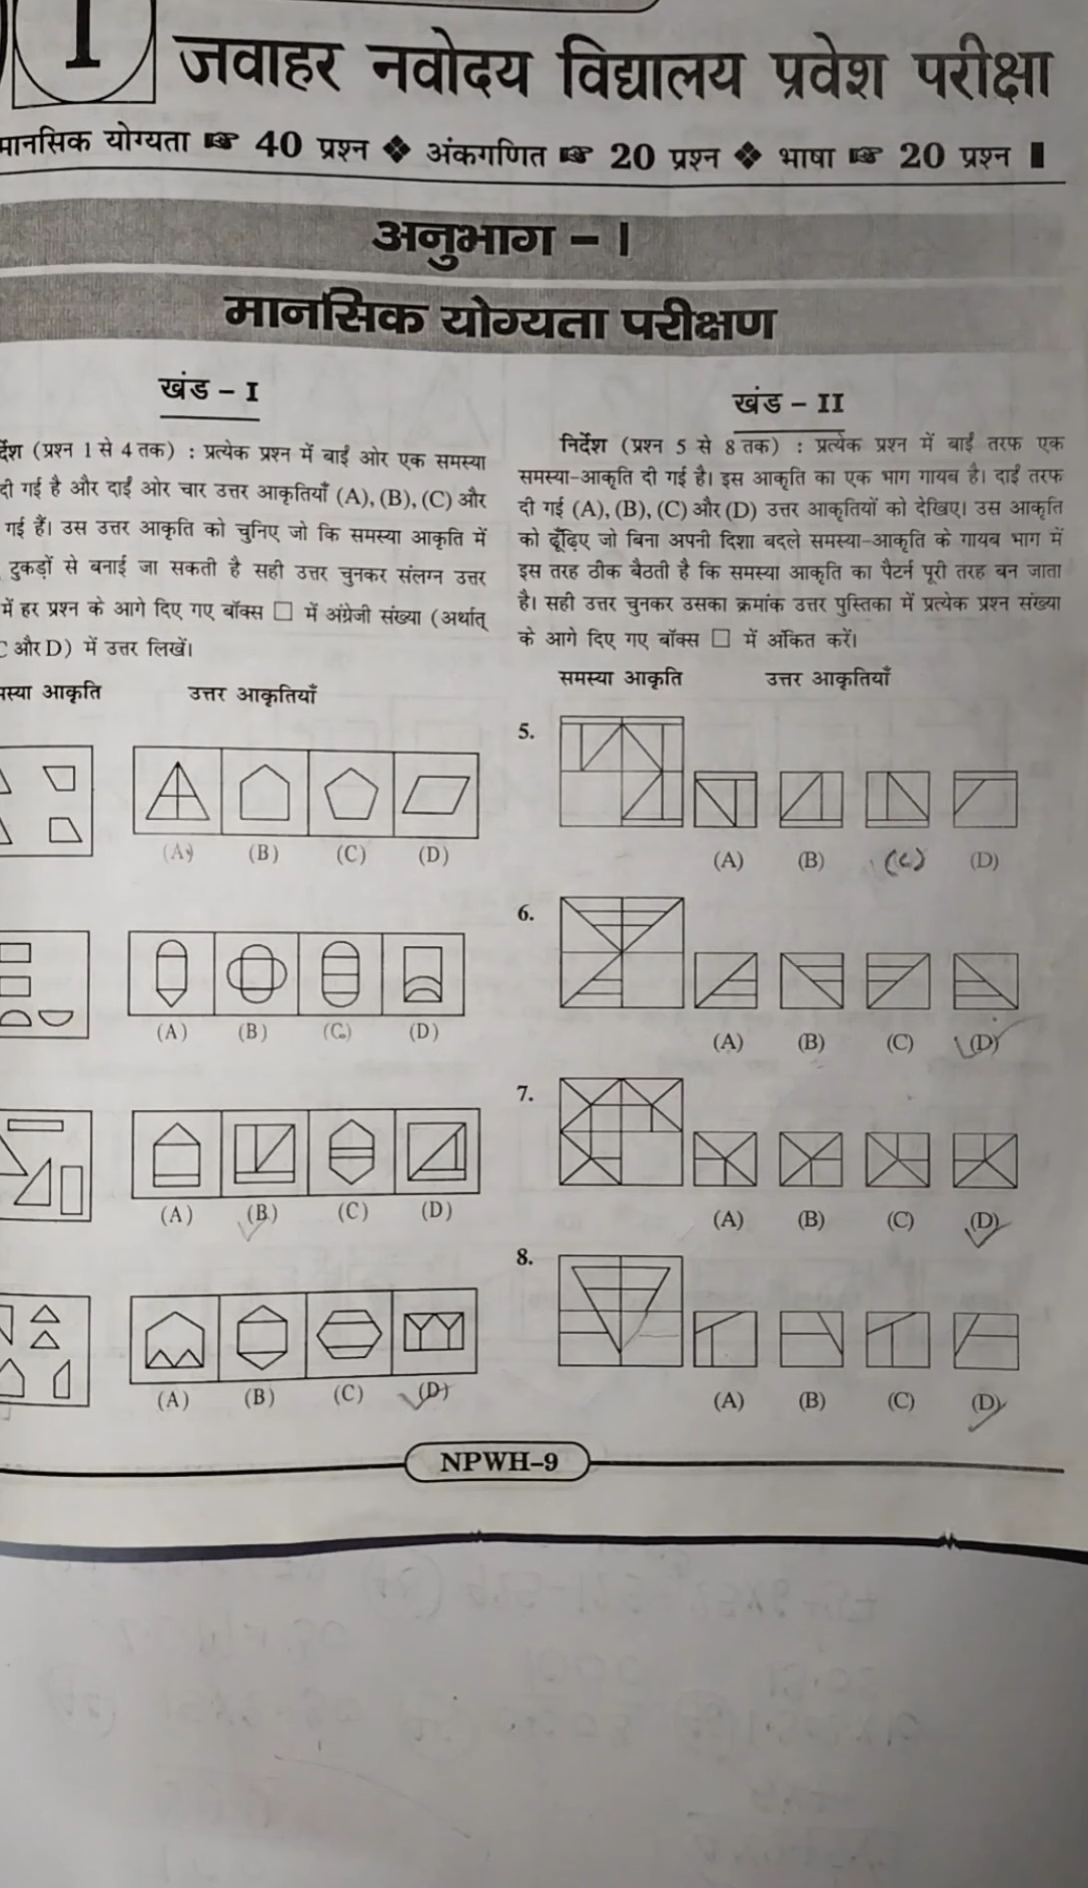 I जवाहर नवोदय विद्यालय प्रवेश परीक्षा
मानसिक योग्यता ☞ 40 प्रश्न ❖ अंकगणित ☞ 20 प्रश्न ❖ भाषा ☞ 20 प्रश्न
अनुभाग – I
मानसिक योग्यता परीक्षण
खंड – I
(प्रश्न 1 से 4 तक) : प्रत्येक प्रश्न में बाईं ओर एक समस्या
दी गई है और दाईं ओर चार उत्तर आकृतियाँ (A), (B), (C) और
गई हैं। उस उत्तर आकृति को चुनिए जो कि समस्या आकृति में
टुकड़ों से बनाई जा सकती है सही उत्तर चुनकर संलग्न उत्तर
में हर प्रश्न के आगे दिए गए बॉक्स □ में अंग्रेजी संख्या (अर्थात्
C और D) में उत्तर लिखें।
आकृति उत्तर आकृतियाँ
(A) (B) (C) (D)
(A) (B) (C) (D)
(A) (B) (C) (D)
(A) (B) (C) (D)
खंड – II
निर्देश (प्रश्न 5 से 8 तक) : प्रत्येक प्रश्न में बाईं तरफ एक
समस्या-आकृति दी गई है। इस आकृति का एक भाग गायब है। दाईं तरफ
दी गई (A), (B), (C) और (D) उत्तर आकृतियों को देखिए। उस आकृति
को ढूँढ़िए जो बिना अपनी दिशा बदले समस्या-आकृति के गायब भाग में
इस तरह ठीक बैठती है कि समस्या आकृति का पैटर्न पूरी तरह बन जाता
है। सही उत्तर चुनकर उसका क्रमांक उत्तर पुस्तिका में प्रत्येक प्रश्न संख्या
के आगे दिए गए बॉक्स □ में अंकित करें।
समस्या आकृति उत्तर आकृतियाँ
5.
(A) (B) (C) (D)
6.
(A) (B) (C) (D)
7.
(A) (B) (C) (D)
8.
(A) (B) (C) (D)
NPWH-9